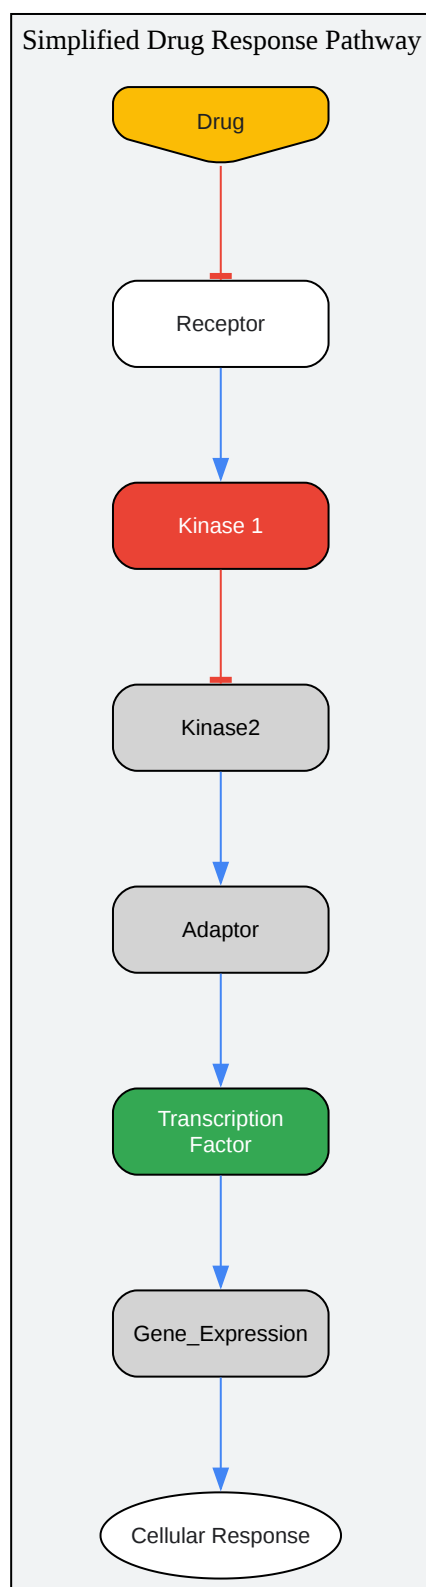 Simplified Drug Response Pathway
Drug
Receptor
Kinase 1
Kinase2
Adaptor
Transcription
Factor
Gene_Expression
Cellular Response